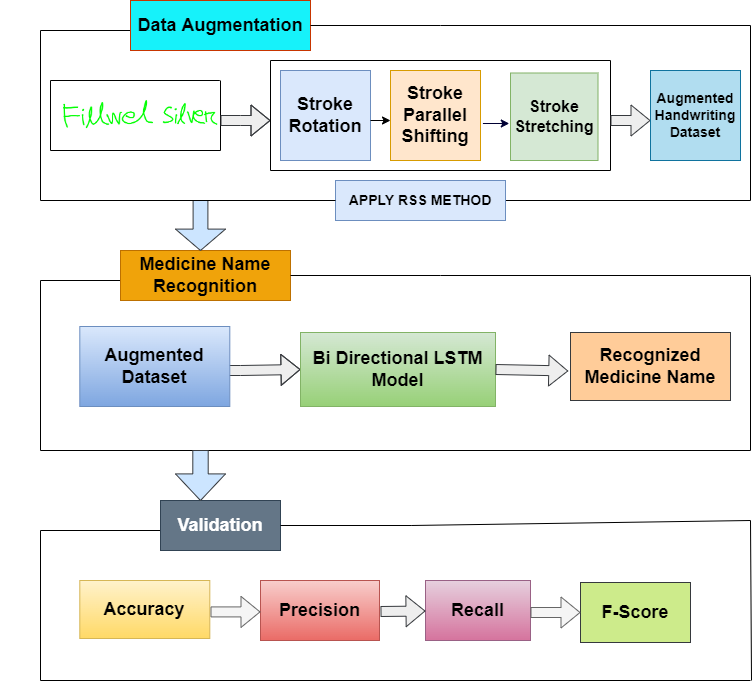 Data Augmentation
Fillwel Silver
Stroke
Rotation
Stroke
Parallel
Shifting
Stroke
Stretching
Augmented
Handwriting
Dataset
APPLY RSS METHOD
Medicine Name
Recognition
Augmented
Dataset
Bi Directional LSTM
Model
Recognized
Medicine Name
Validation
Accuracy
Precision
Recall
F-Score